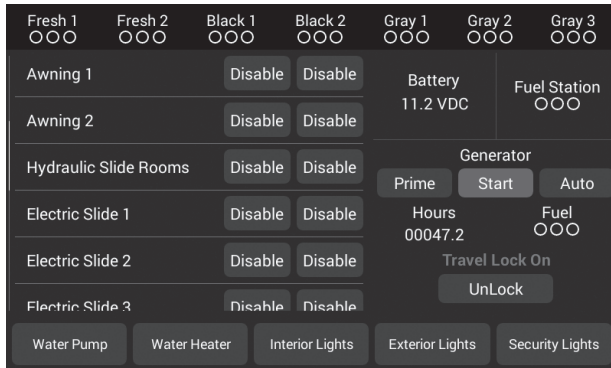 Fresh 1 Fresh 2 Black 1 Black 2 Gray 1 Gray 2 Gray 3
Awning 1 Disable Disable
Awning 2 Disable Disable
Hydraulic Slide Rooms Disable Disable
Electric Slide 1 Disable Disable
Electric Slide 2 Disable Disable
Electric Slide 3 Disable Disable
Battery
11.2 VDC
Fuel Station
Generator
Prime Start Auto
Hours Fuel
00047.2
Travel Lock On
UnLock
Water Pump Water Heater Interior Lights Exterior Lights Security Lights